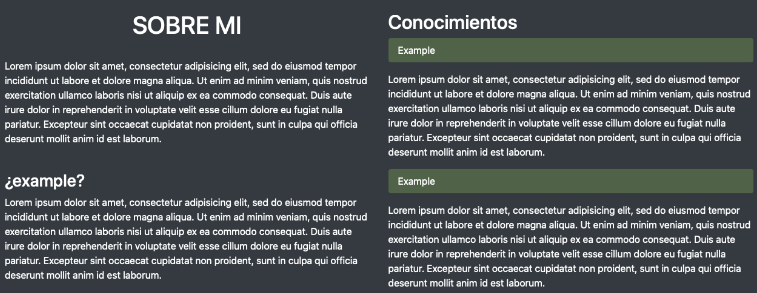 SOBRE MI
Lorem ipsum dolor sit amet, consectetur adipisicing elit, sed do eiusmod tempor
incididunt ut labore et dolore magna aliqua. Ut enim ad minim veniam, quis nostrud
exercitation ullamco laboris nisi ut aliquip ex ea commodo consequat. Duis aute
irure dolor in reprehenderit in voluptate velit esse cillum dolore eu fugiat nulla
pariatur. Excepteur sint occaecat cupidatat non proident, sunt in culpa qui officia
deserunt mollit anim id est laborum.
¿example?
Lorem ipsum dolor sit amet, consectetur adipisicing elit, sed do eiusmod tempor
incididunt ut labore et dolore magna aliqua. Ut enim ad minim veniam, quis nostrud
exercitation ullamco laboris nisi ut aliquip ex ea commodo consequat. Duis aute
irure dolor in reprehenderit in voluptate velit esse cillum dolore eu fugiat nulla
pariatur. Excepteur sint occaecat cupidatat non proident, sunt in culpa qui officia
deserunt mollit anim id est laborum.
Conocimientos
Example
Lorem ipsum dolor sit amet, consectetur adipisicing elit, sed do eiusmod tempor
incididunt ut labore et dolore magna aliqua. Ut enim ad minim veniam, quis nostrud
exercitation ullamco laboris nisi ut aliquip ex ea commodo consequat. Duis aute
irure dolor in reprehenderit in voluptate velit esse cillum dolore eu fugiat nulla
pariatur. Excepteur sint occaecat cupidatat non proident, sunt in culpa qui officia
deserunt mollit anim id est laborum.
Example
Lorem ipsum dolor sit amet, consectetur adipisicing elit, sed do eiusmod tempor
incididunt ut labore et dolore magna aliqua. Ut enim ad minim veniam, quis nostrud
exercitation ullamco laboris nisi ut aliquip ex ea commodo consequat. Duis aute
irure dolor in reprehenderit in voluptate velit esse cillum dolore eu fugiat nulla
pariatur. Excepteur sint occaecat cupidatat non proident, sunt in culpa qui officia
deserunt mollit anim id est laborum.